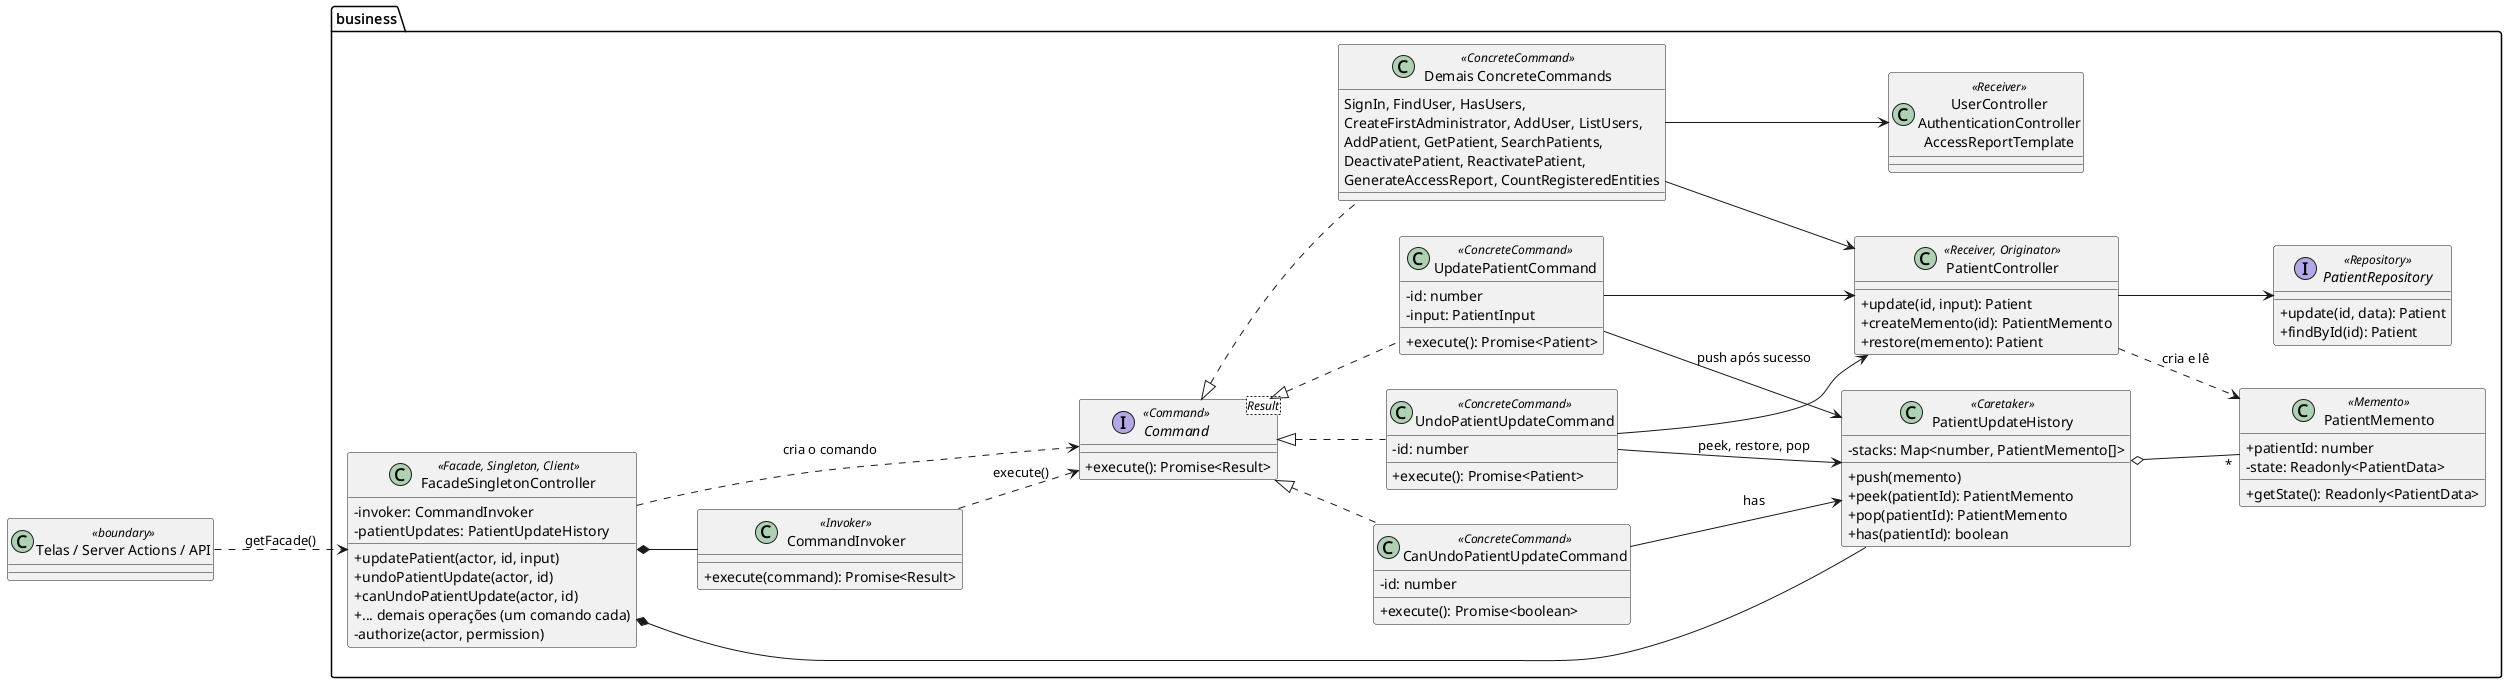 business
«ConcreteCommand»
Demais ConcreteCommands
SignIn, FindUser, HasUsers,
CreateFirstAdministrator, AddUser, ListUsers,
AddPatient, GetPatient, SearchPatients,
DeactivatePatient, ReactivatePatient,
GenerateAccessReport, CountRegisteredEntities
«Receiver»
UserController
AuthenticationController
AccessReportTemplate
«ConcreteCommand»
UpdatePatientCommand
-id: number
-input: PatientInput
+execute(): Promise<Patient>
«Receiver, Originator»
PatientController
+update(id, input): Patient
+createMemento(id): PatientMemento
+restore(memento): Patient
«Repository»
PatientRepository
+update(id, data): Patient
+findById(id): Patient
push após sucesso
cria e lê
«Command»
Command
Result
+execute(): Promise<Result>
«ConcreteCommand»
UndoPatientUpdateCommand
-id: number
+execute(): Promise<Patient>
peek, restore, pop
«Caretaker»
PatientUpdateHistory
-stacks: Map<number, PatientMemento[]>
+push(memento)
+peek(patientId): PatientMemento
+pop(patientId): PatientMemento
+has(patientId): boolean
*
«Memento»
PatientMemento
+patientId: number
-state: Readonly<PatientData>
+getState(): Readonly<PatientData>
cria o comando
execute()
has
«ConcreteCommand»
CanUndoPatientUpdateCommand
-id: number
+execute(): Promise<boolean>
«Facade, Singleton, Client»
FacadeSingletonController
-invoker: CommandInvoker
-patientUpdates: PatientUpdateHistory
+updatePatient(actor, id, input)
+undoPatientUpdate(actor, id)
+canUndoPatientUpdate(actor, id)
+... demais operações (um comando cada)
-authorize(actor, permission)
«Invoker»
CommandInvoker
+execute(command): Promise<Result>
«boundary»
Telas / Server Actions / API
getFacade()